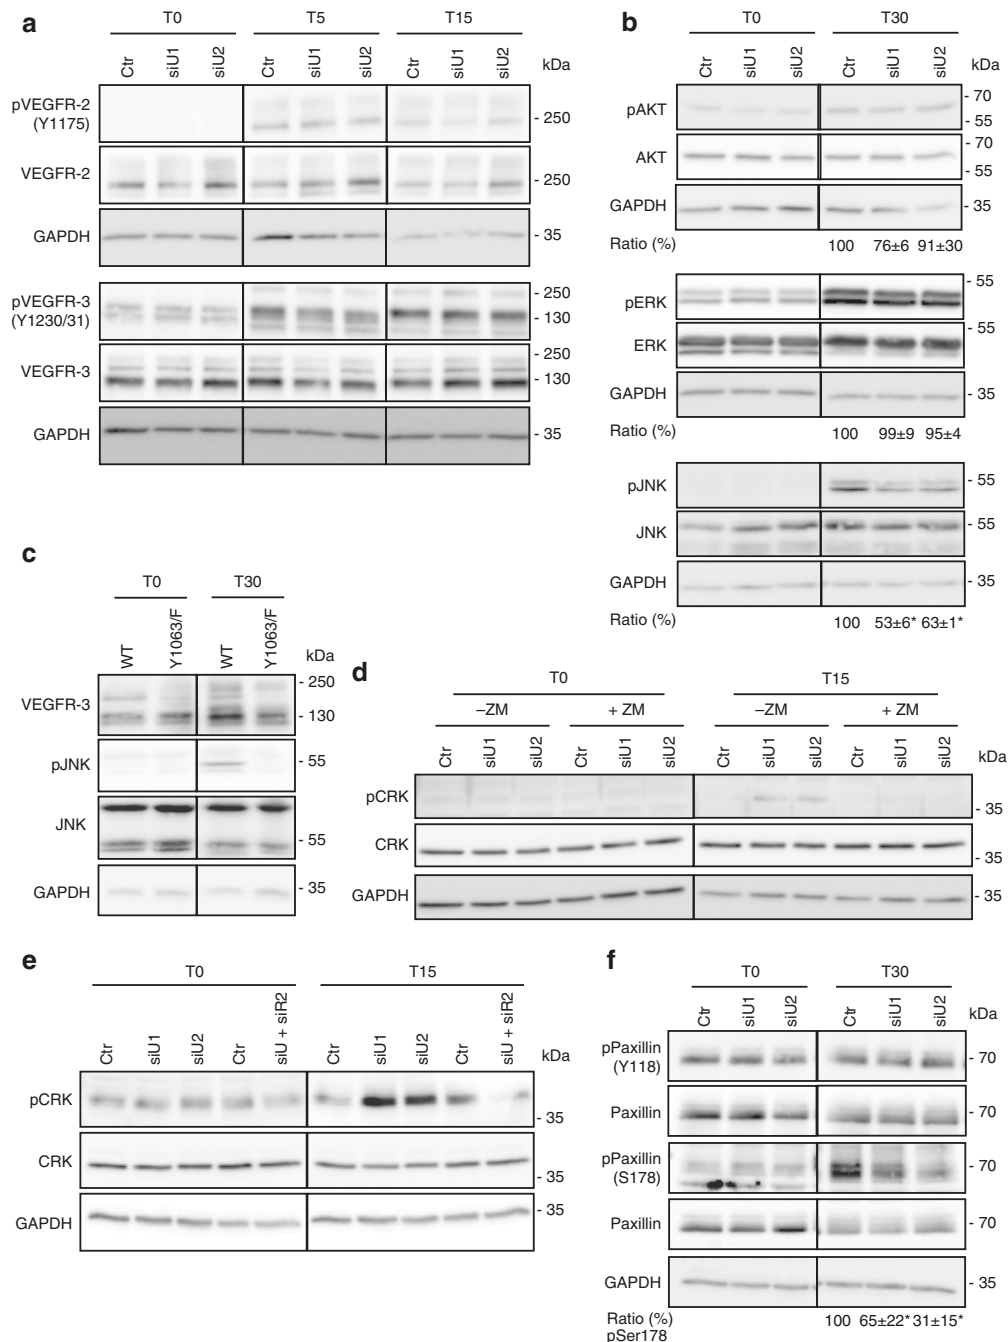 a
T0 T5 T15
Ctr siU1 siU2 Ctr siU1 siU2 Ctr siU1 siU2 kDa
pVEGFR-2
(Y1175)
- 250
VEGFR-2 - 250
GAPDH - 35
pVEGFR-3
(Y1230/31)
- 250
- 130
VEGFR-3
- 250
- 130
GAPDH - 35
b
T0 T30
Ctr siU1 siU2 Ctr siU1 siU2 kDa
pAKT
- 70
- 55
AKT
- 70
- 55
GAPDH - 35
Ratio (%) 100 76±6 91±30
pERK - 55
ERK - 55
GAPDH - 35
Ratio (%) 100 99±9 95±4
pJNK - 55
JNK - 55
GAPDH - 35
Ratio (%) 100 53±6* 63±1*
c
T0 T30
WT Y1063/F WT Y1063/F kDa
VEGFR-3
- 250
- 130
pJNK - 55
JNK - 55
GAPDH - 35
d
T0 T15
–ZM + ZM –ZM + ZM
Ctr siU1 siU2 Ctr siU1 siU2 Ctr siU1 siU2 Ctr siU1 siU2 kDa
pCRK - 35
CRK - 35
GAPDH - 35
e
T0 T15
Ctr siU1 siU2 Ctr siU + siR2 Ctr siU1 siU2 Ctr siU + siR2 kDa
pCRK - 35
CRK - 35
GAPDH - 35
f
T0 T30
Ctr siU1 siU2 Ctr siU1 siU2 kDa
pPaxillin
(Y118)
- 70
Paxillin - 70
pPaxillin
(S178)
- 70
Paxillin - 70
GAPDH - 35
Ratio (%) 100 65±22* 31±15*
pSer178